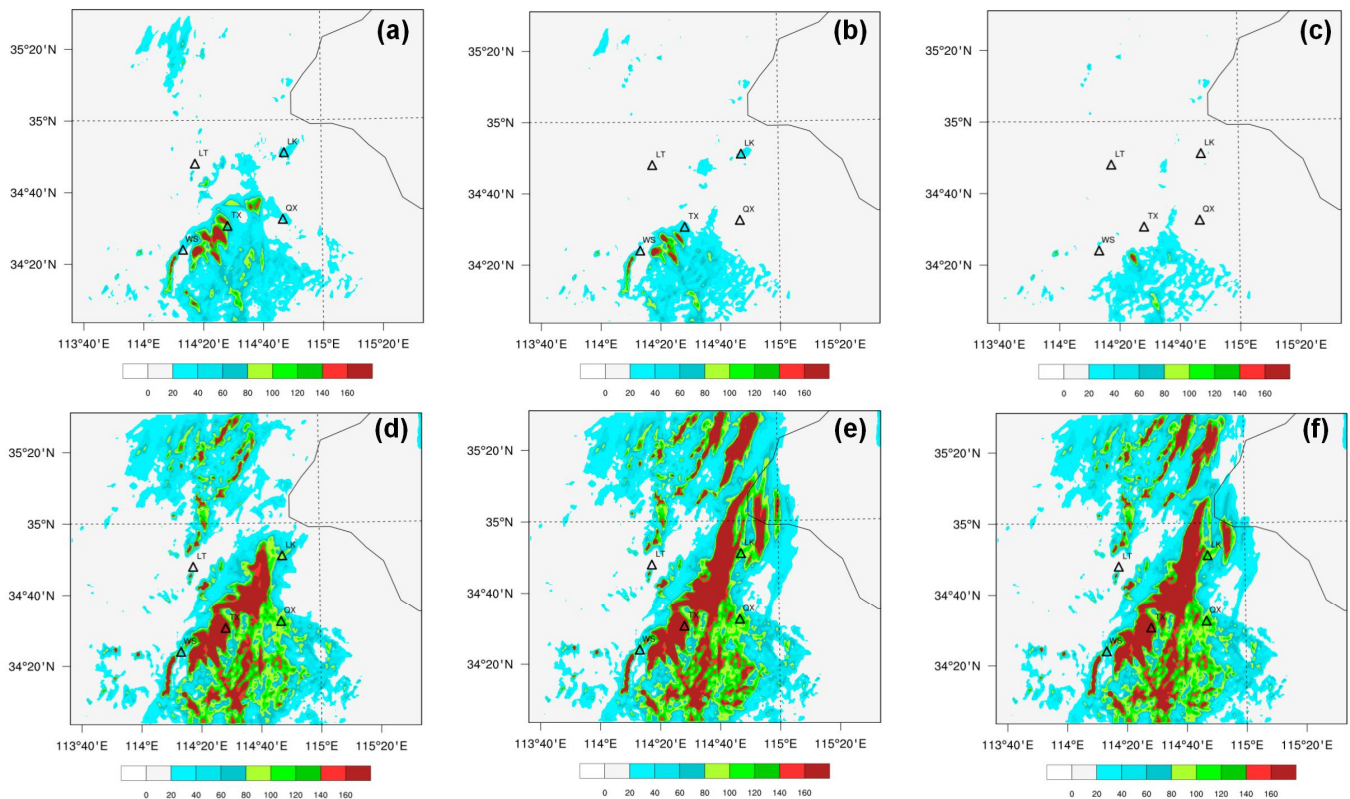 (a) (b) (c)
35°20'N 35°20'N 35°20'N
35°N 35°N 35°N
LT LK LT LK LT LK
34°40'N 34°40'N 34°40'N
TX QX TX QX TX QX
WS WS WS
34°20'N 34°20'N 34°20'N
113°40'E 114°E 114°20'E 114°40'E 115°E 115°20'E 113°40'E 114°E 114°20'E 114°40'E 115°E 115°20'E 113°40'E 114°E 114°20'E 114°40'E 115°E 115°20'E
0 20 40 60 80 100 120 140 160 0 20 40 60 80 100 120 140 160 0 20 40 60 80 100 120 140 160
(d) (e) (f)
35°20'N 35°20'N 35°20'N
35°N 35°N 35°N
LT LK LT LK LT LK
34°40'N 34°40'N 34°40'N
TX QX TX QX TX QX
WS WS WS
34°20'N 34°20'N 34°20'N
113°40'E 114°E 114°20'E 114°40'E 115°E 115°20'E 113°40'E 114°E 114°20'E 114°40'E 115°E 115°20'E 113°40'E 114°E 114°20'E 114°40'E 115°E 115°20'E
0 20 40 60 80 100 120 140 160 0 20 40 60 80 100 120 140 160 0 20 40 60 80 100 120 140 160